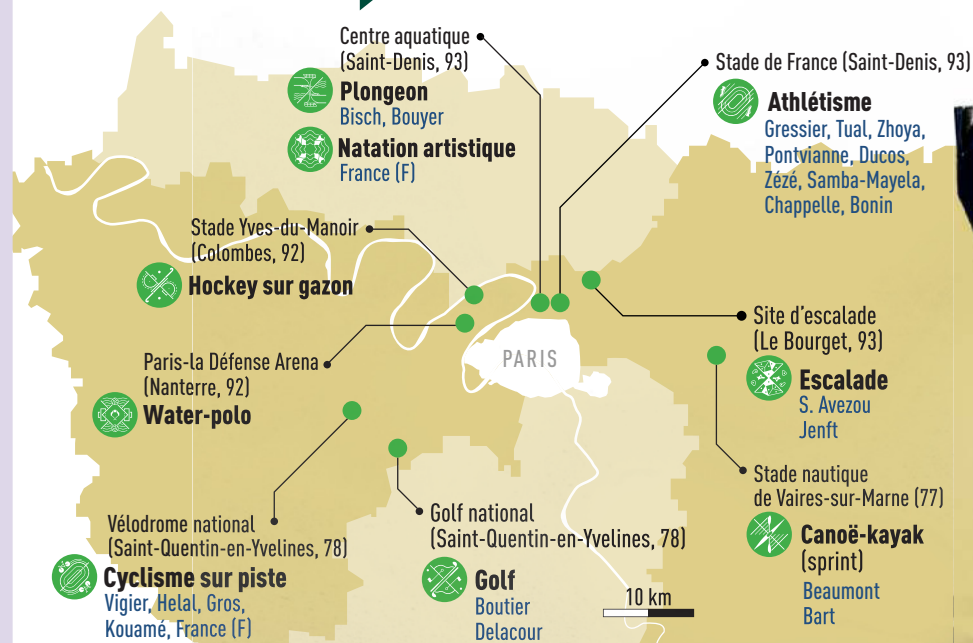 Centre aquatique
(Saint-Denis, 93)
Plongeon
Bisch, Bouyer
Natation artistique
France (F)
Stade de France (Saint-Denis, 93)
Athlétisme
Gressier, Tual, Zhoya,
Pontvianne, Ducos,
Zézé, Samba-Mayela,
Chappelle, Bonin
Stade Yves-du-Manoir
(Colombes, 92)
Hockey sur gazon
Paris-la Défense Arena
(Nanterre, 92)
Water-polo
PARIS
Site d'escalade
(Le Bourget, 93)
Escalade
S. Avezou
Jenft
Vélodrome national
(Saint-Quentin-en-Yvelines, 78)
Cyclisme sur piste
Vigier, Helal, Gros,
Kouamé, France (F)
Golf national
(Saint-Quentin-en-Yvelines, 78)
Golf
Boutier
Delacour
10 km
Stade nautique
de Vaires-sur-Marne (77)
Canoë-kayak
(sprint)
Beaumont
Bart